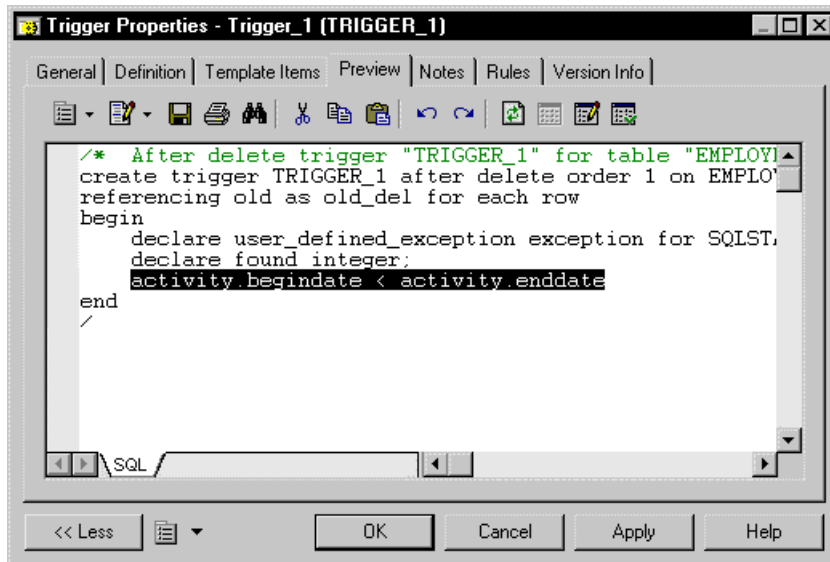 Trigger Properties - Trigger_1 (TRIGGER_1)
General Definition Template Items Preview Notes Rules Version Info
/* After delete trigger "TRIGGER_1" for table "EMPLOY
create trigger TRIGGER_1 after delete order 1 on EMPLO
referencing old as old_del for each row
begin
declare user_defined_exception exception for SQLST
declare found integer;
activity.begindate < activity.enddate
end
/
SQL
<< Less OK Cancel Apply Help